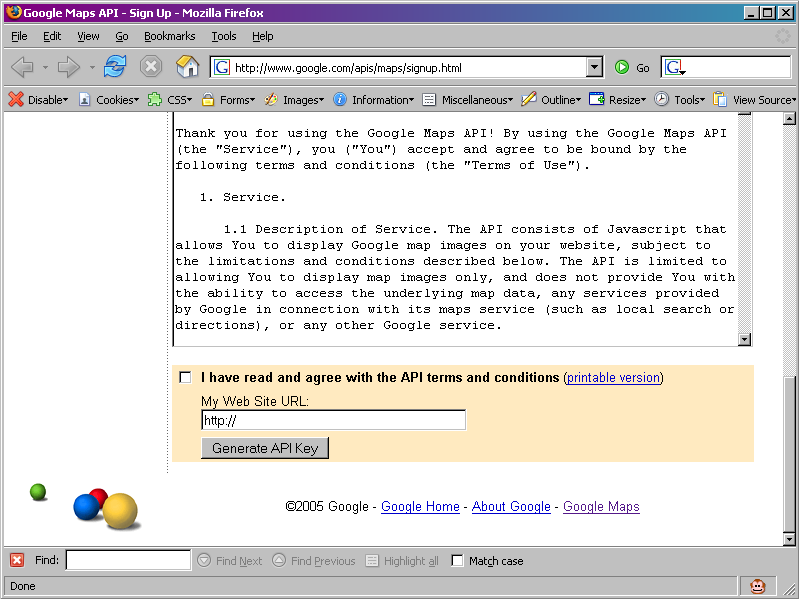 Google Maps API - Sign Up - Mozilla Firefox
File Edit View Go Bookmarks Tools Help
G http://www.google.com/apis/maps/signup.html Go G
Disable Cookies CSS Forms Images Information Miscellaneous Outline Resize Tools View Source
Thank you for using the Google Maps API! By using the Google Maps API
(the "Service"), you ("You") accept and agree to be bound by the
following terms and conditions (the "Terms of Use").
1. Service.
1.1 Description of Service. The API consists of Javascript that
allows You to display Google map images on your website, subject to
the limitations and conditions described below. The API is limited to
allowing You to display map images only, and does not provide You with
the ability to access the underlying map data, any services provided
by Google in connection with its maps service (such as local search or
directions), or any other Google service.
I have read and agree with the API terms and conditions (printable version)
My Web Site URL:
http://
Generate API Key
©2005 Google - Google Home - About Google - Google Maps
Find: Find Next Find Previous Highlight all Match case
Done